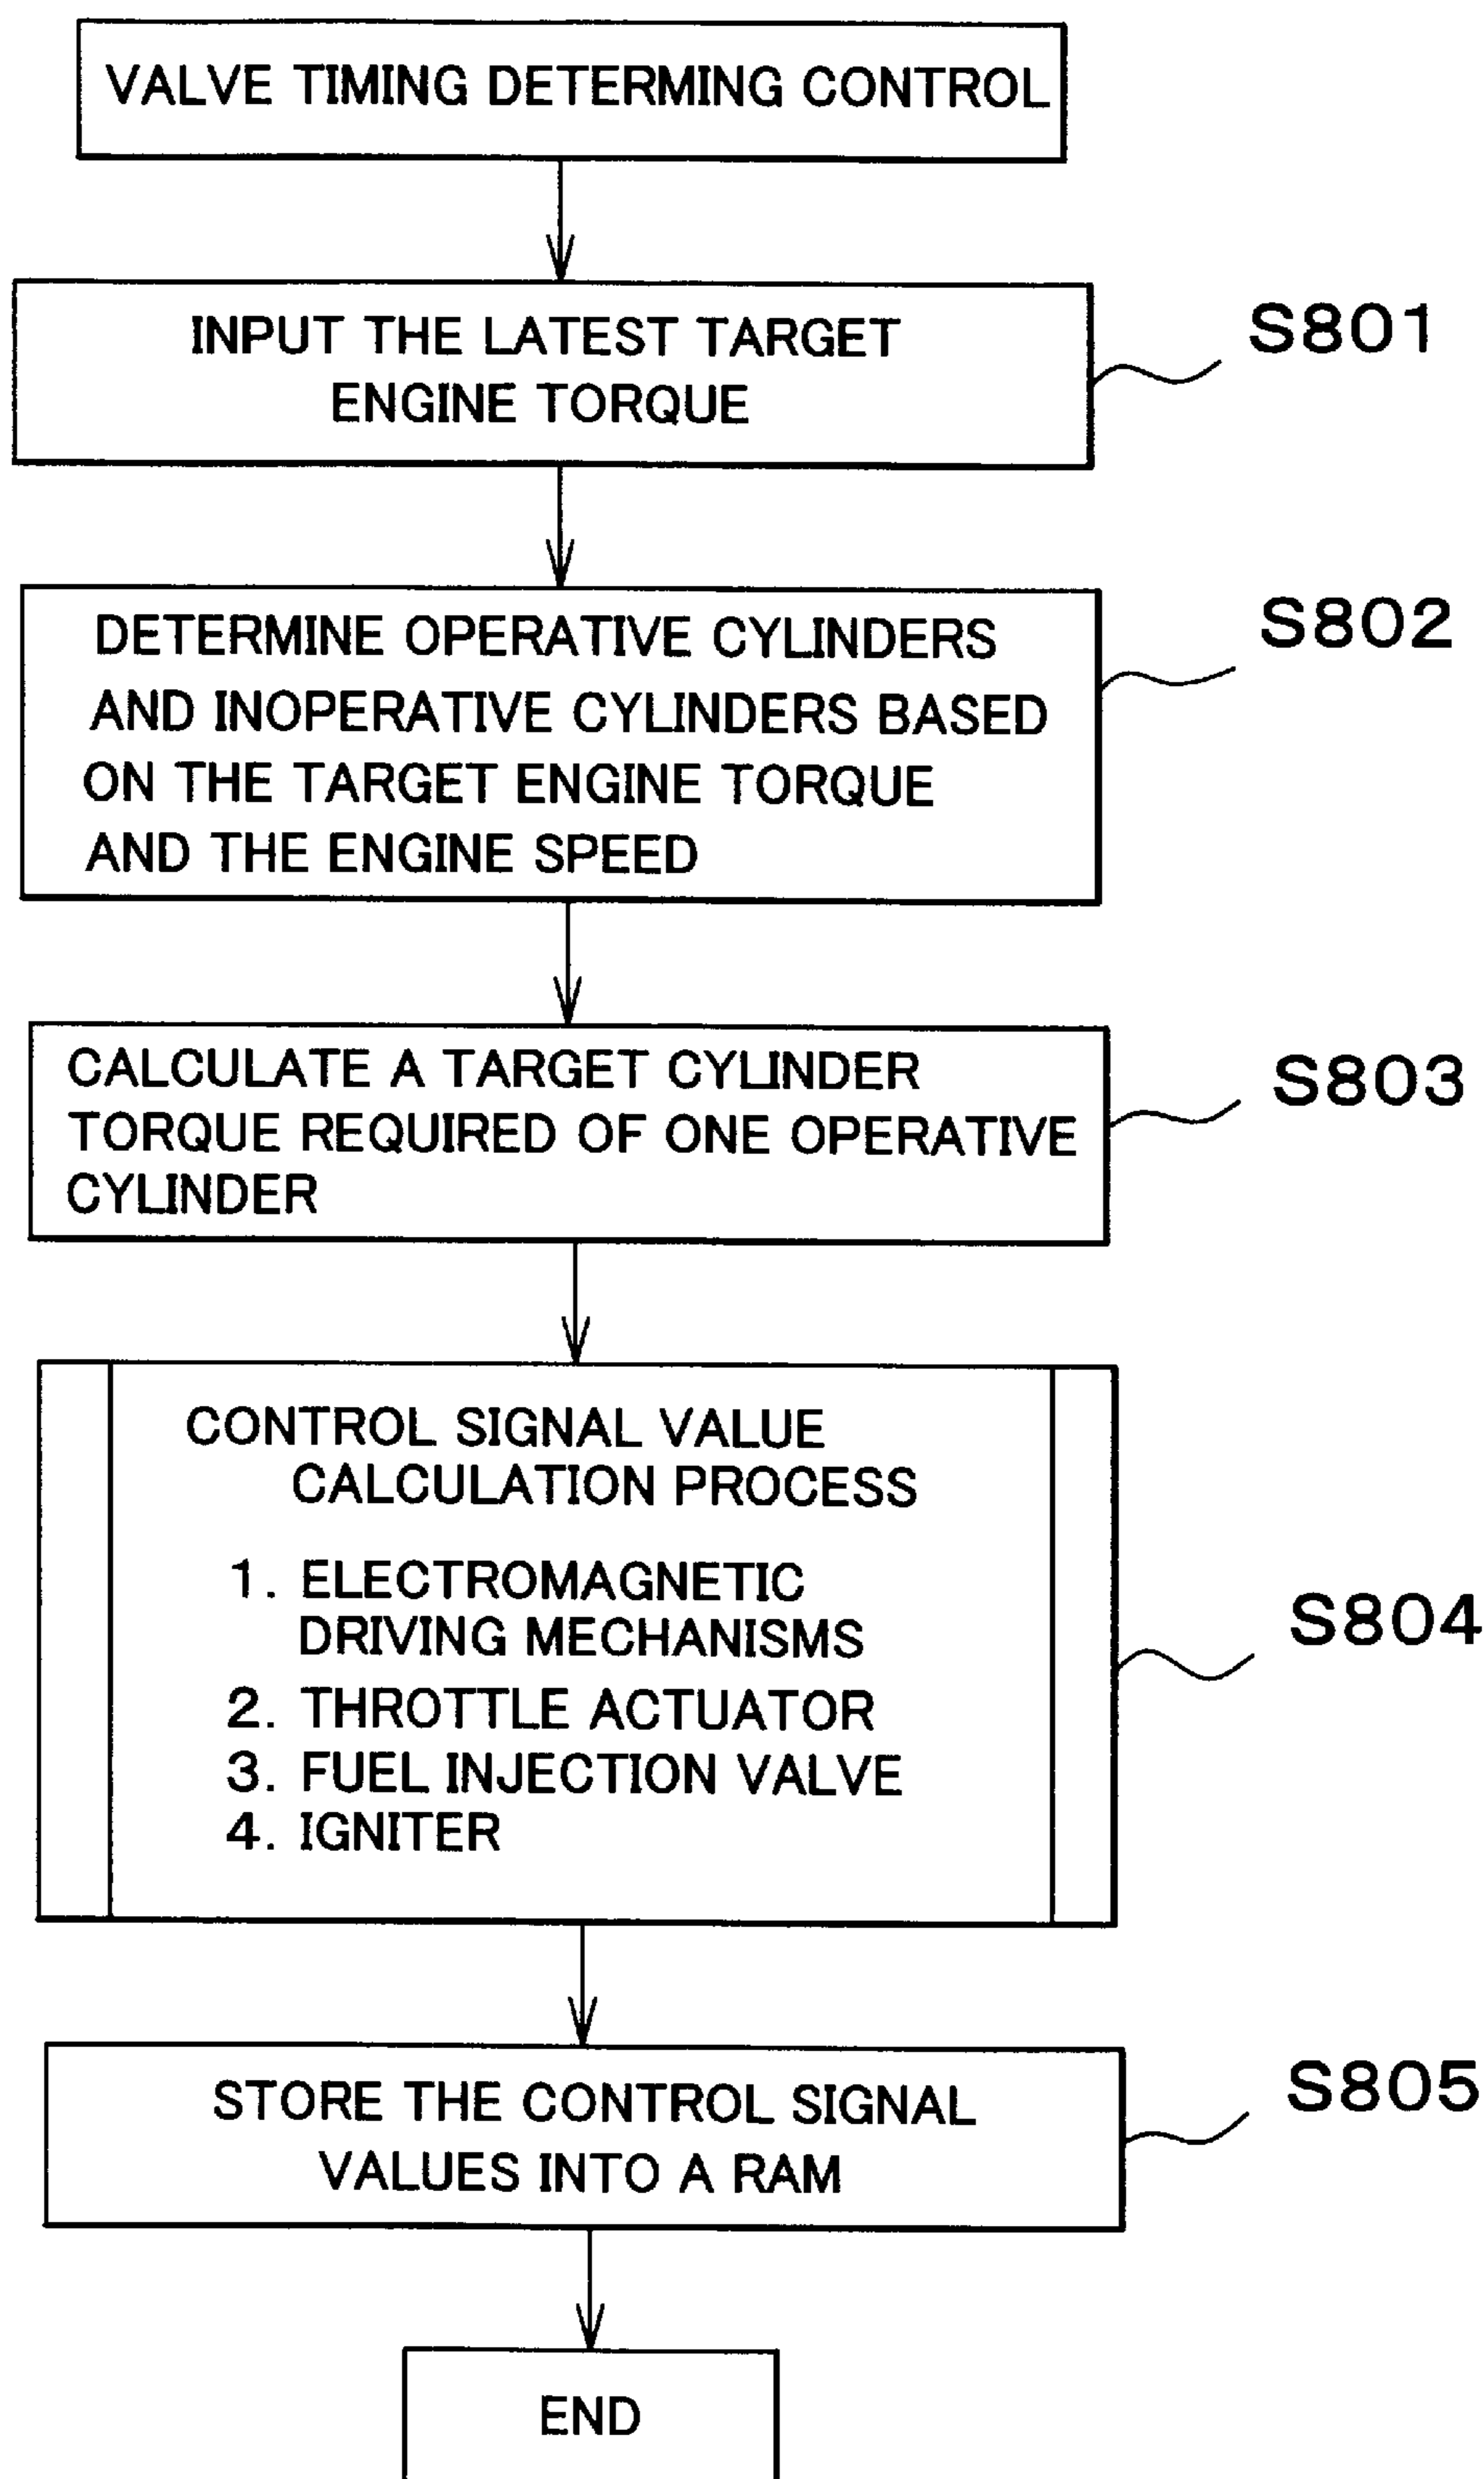 VALVE TIMING DETERMING CONTROL
INPUT THE LATEST TARGET
ENGINE TORQUE
S801
DETERMINE OPERATIVE CYLINDERS
AND INOPERATIVE CYLINDERS BASED
ON THE TARGET ENGINE TORQUE
AND THE ENGINE SPEED
S802
CALCULATE A TARGET CYLINDER
TORQUE REQUIRED OF ONE OPERATIVE
CYLINDER
S803
CONTROL SIGNAL VALUE
CALCULATION PROCESS
1. ELECTROMAGNETIC
DRIVING MECHANISMS
2. THROTTLE ACTUATOR
3. FUEL INJECTION VALVE
4. IGNITER
S804
STORE THE CONTROL SIGNAL
VALUES INTO A RAM
S805
END